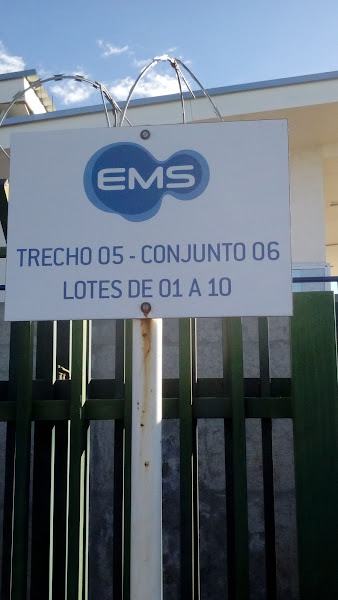 EMS
TRECHO 05 - CONJUNTO 06
LOTES DE 01 A 10